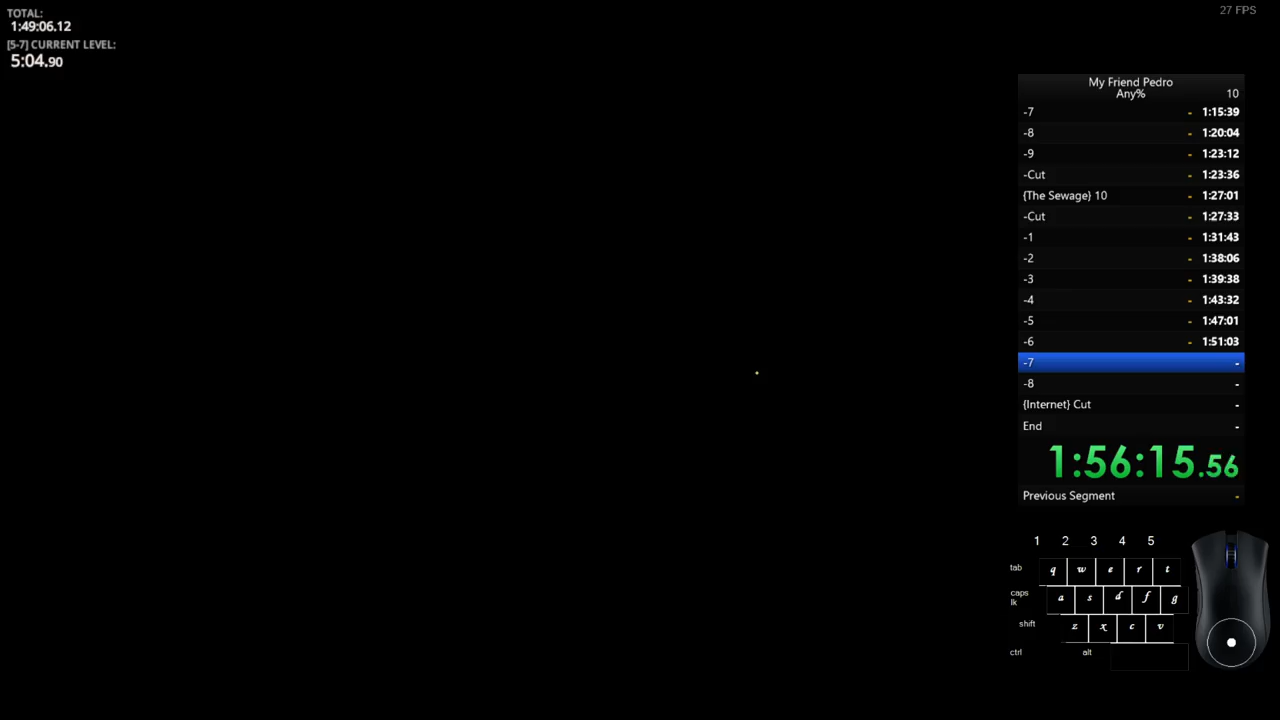 TOTAL:
1:49:06.12
[5-7] CURRENT LEVEL:
5:04.90
27 FPS
My Friend Pedro
Any% 10
-7 - 1:15:39
-8 - 1:20:04
-9 - 1:23:12
-Cut - 1:23:36
{The Sewage} 10 - 1:27:01
-Cut - 1:27:33
-1 - 1:31:43
-2 - 1:38:06
-3 - 1:39:38
-4 - 1:43:32
-5 - 1:47:01
-6 - 1:51:03
-7 -
-8 -
{Internet} Cut -
End -
1:56:15.56
Previous Segment -
1 2 3 4 5
tab q w e r t
caps lk a s d f g
shift z x c v
ctrl alt